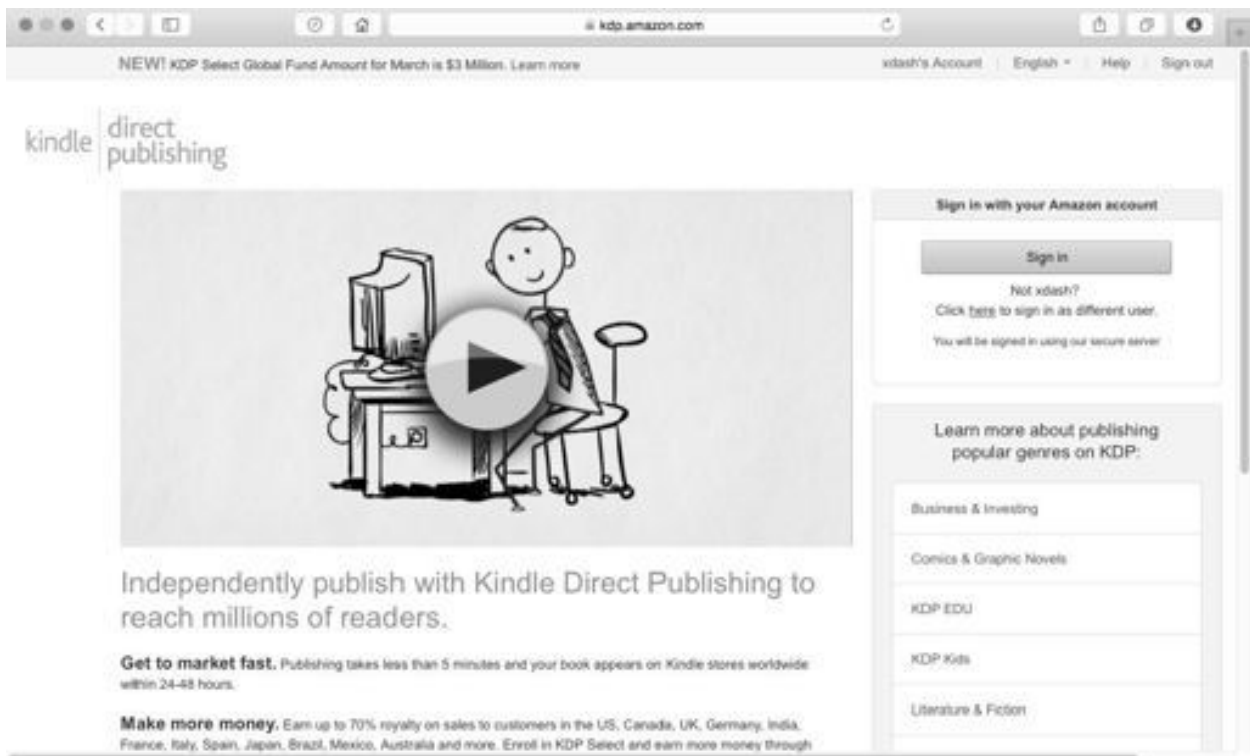 kdp.amazon.com
NEW! KDP Select Global Fund Amount for March is $3 Million. Learn more
xdash's Account English Help Sign out
kindle direct publishing
Sign in with your Amazon account
Sign in
Not xdash?
Click here to sign in as different user.
You will be signed in using our secure server
Learn more about publishing
popular genres on KDP:
Business & Investing
Comics & Graphic Novels
KDP EDU
KDP Kids
Literature & Fiction
Independently publish with Kindle Direct Publishing to
reach millions of readers.
Get to market fast. Publishing takes less than 5 minutes and your book appears on Kindle stores worldwide
within 24-48 hours.
Make more money. Earn up to 70% royalty on sales to customers in the US, Canada, UK, Germany, India,
France, Italy, Spain, Japan, Brazil, Mexico, Australia and more. Enroll in KDP Select and earn more money through